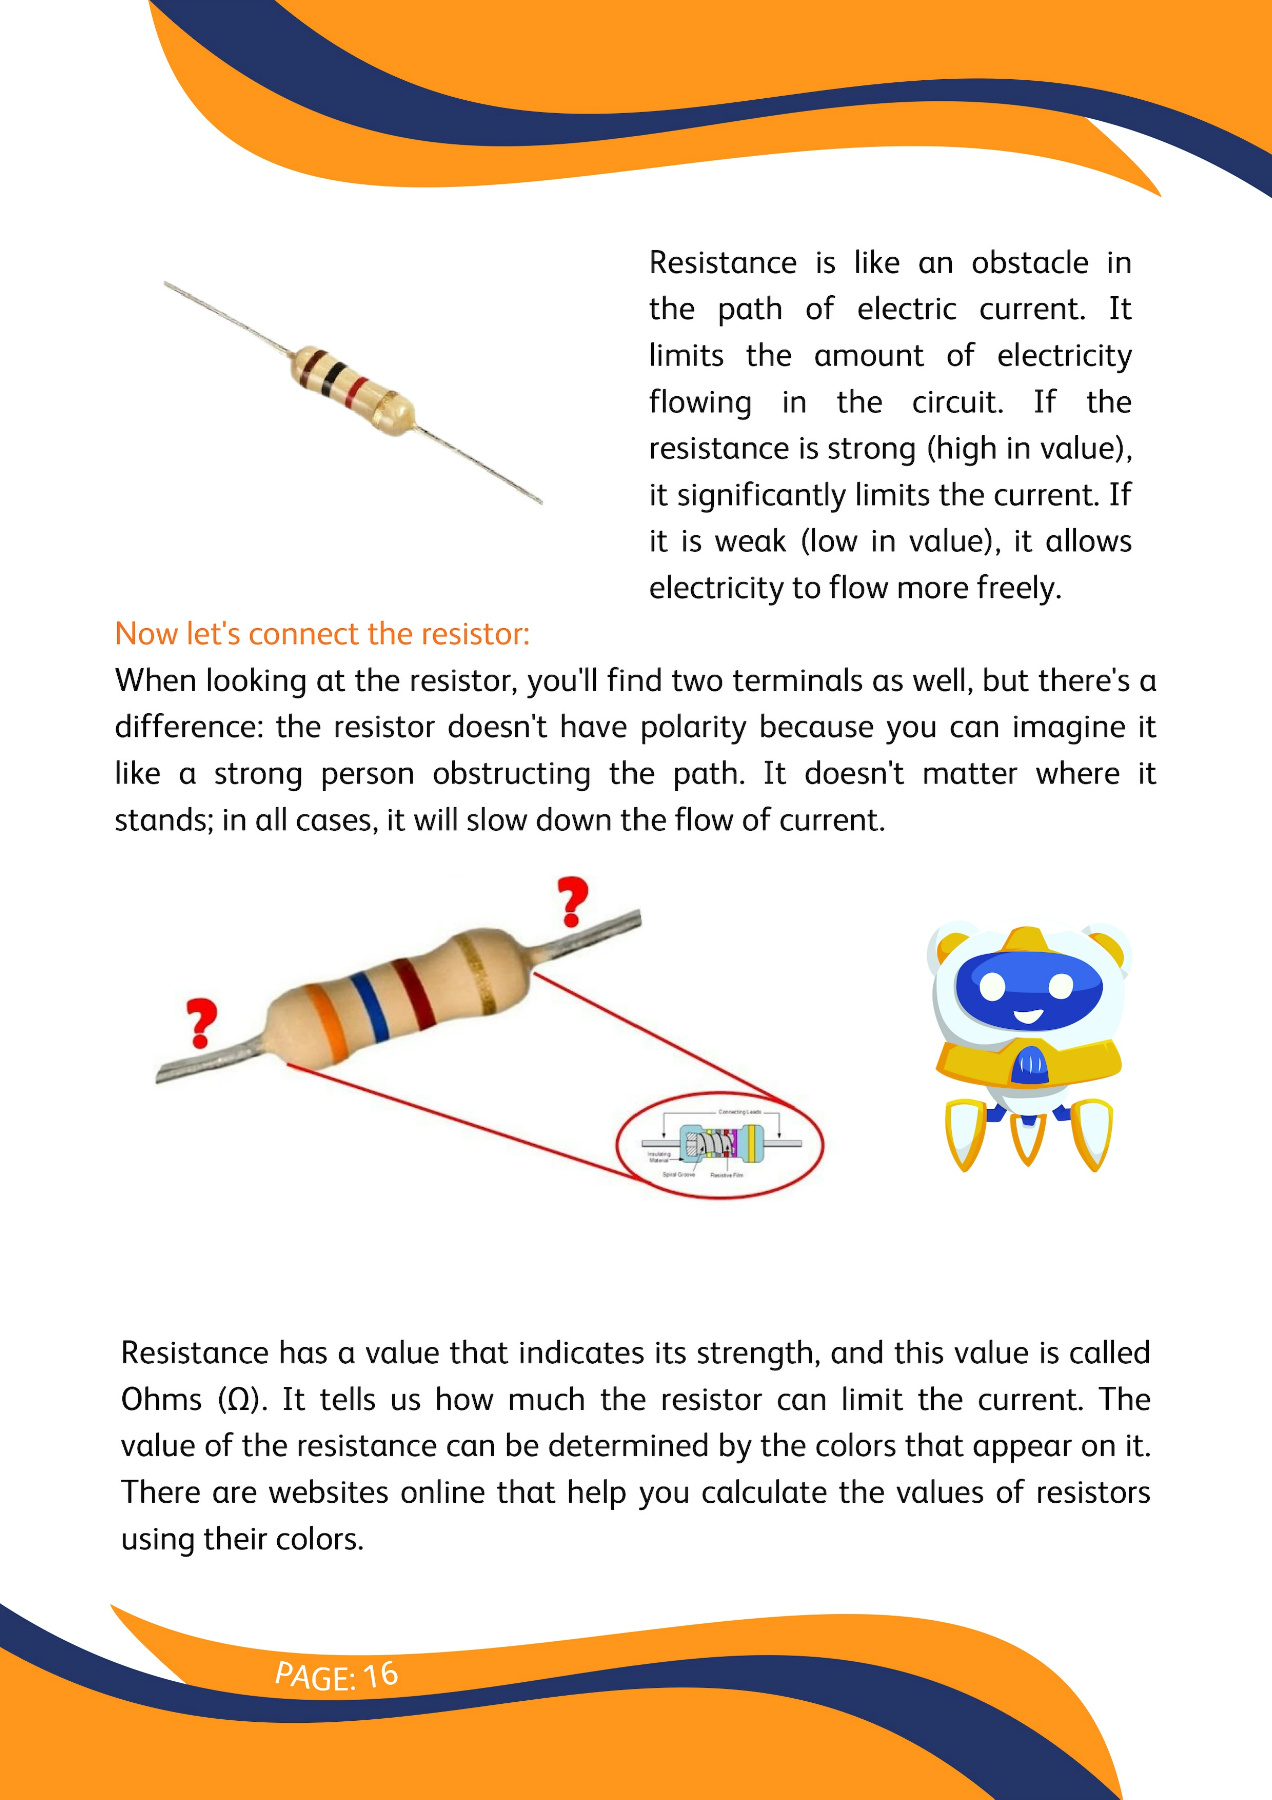 Resistance is like an obstacle in
the path of electric current. It
limits the amount of electricity
flowing in the circuit. If the
resistance is strong (high in value),
it significantly limits the current. If
it is weak (low in value), it allows
electricity to flow more freely.
Now let's connect the resistor:
When looking at the resistor, you'll find two terminals as well, but there's a
difference: the resistor doesn't have polarity because you can imagine it
like a strong person obstructing the path. It doesn't matter where it
stands; in all cases, it will slow down the flow of current.
?
?
Connecting Leads
Insulating
Material
Spiral Groove
Resistive Film
Resistance has a value that indicates its strength, and this value is called
Ohms (Ω). It tells us how much the resistor can limit the current. The
value of the resistance can be determined by the colors that appear on it.
There are websites online that help you calculate the values of resistors
using their colors.
PAGE: 16